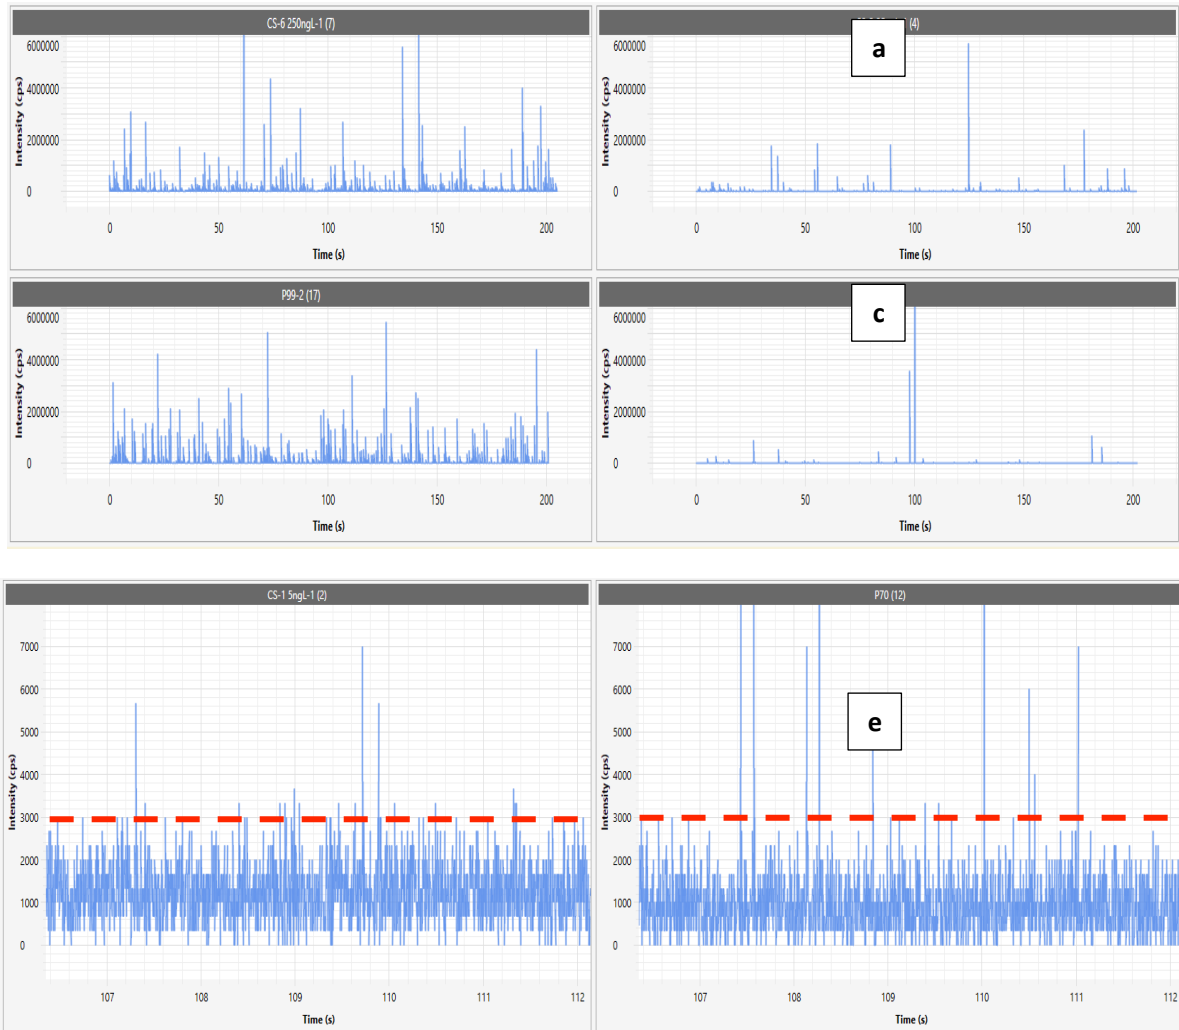 CS-6 250ngL-1 (7)
Intensity (cps)
6000000
4000000
2000000
0
0 50 100 150 200
Time (s)
(4)
a
Intensity (cps)
6000000
4000000
2000000
0
0 50 100 150 200
Time (s)
P99-2 (17)
Intensity (cps)
6000000
4000000
2000000
0
0 50 100 150 200
Time (s)
c
Intensity (cps)
6000000
4000000
2000000
0
0 50 100 150 200
Time (s)
CS-1 5ngL-1 (2)
Intensity (cps)
7000
6000
5000
4000
3000
2000
1000
0
107 108 109 110 111 112
Time (s)
P70 (12)
e
Intensity (cps)
7000
6000
5000
4000
3000
2000
1000
0
107 108 109 110 111 112
Time (s)